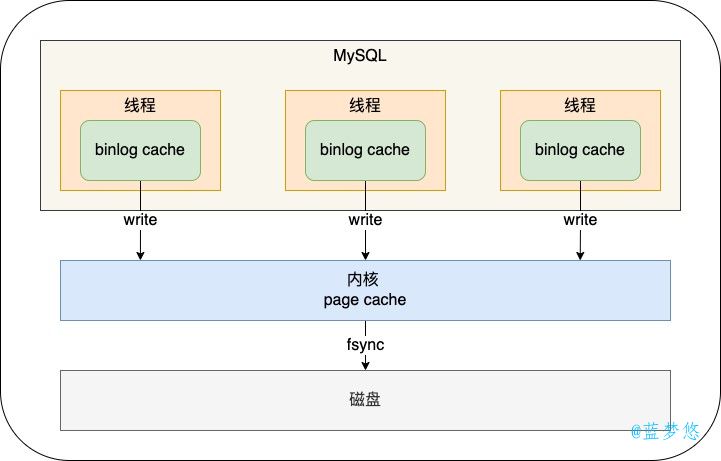 MySQL
线程 线程 线程
binlog cache binlog cache binlog cache
write write write
内核
page cache
fsync
磁盘
@蓝梦悠